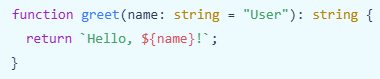 function greet(name: string = "User"): string {
  return `Hello, ${name}!`;
}